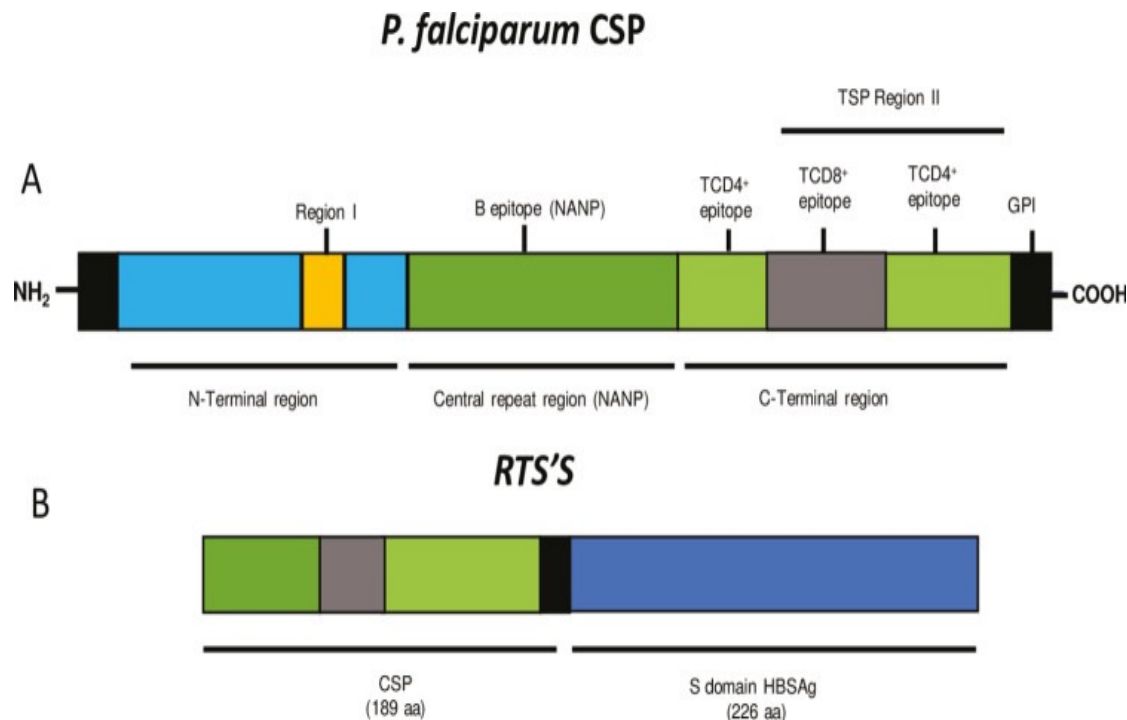 P. falciparum CSP
TSP Region II
A
TCD4⁺
epitope
TCD8⁺
epitope
TCD4⁺
epitope
Region I
B epitope (NANP)
GPI
NH₂
COOH
N-Terminal region
Central repeat region (NANP)
C-Terminal region
RTS'S
B
CSP
(189 aa)
S domain HBSAg
(226 aa)